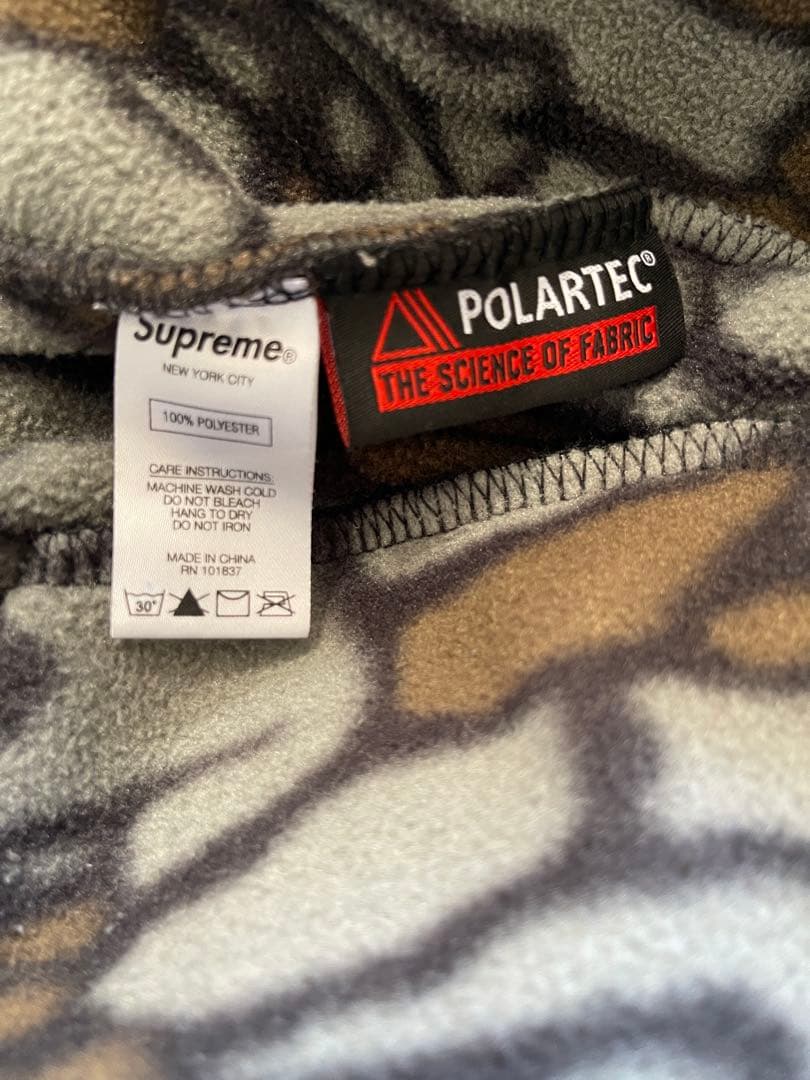 Supreme®
NEW YORK CITY
100% POLYESTER
CARE INSTRUCTIONS:
MACHINE WASH COLD
DO NOT BLEACH
HANG TO DRY
DO NOT IRON
MADE IN CHINA
RN 101837
30°
POLARTEC®
THE SCIENCE OF FABRIC